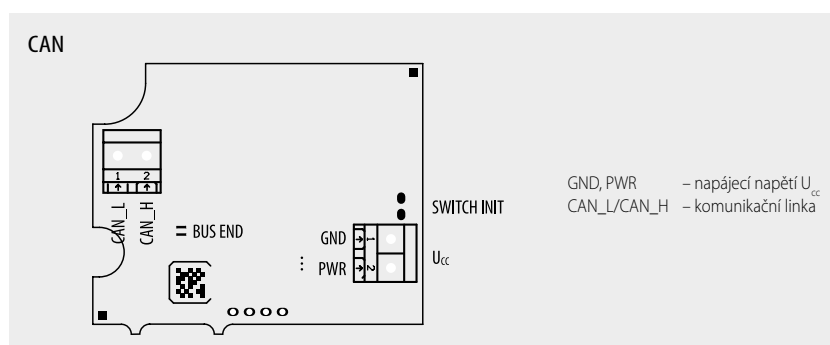 CAN
1 2
CAN_L
CAN_H
BUS END
SWITCH INIT
GND
1
PWR
2
Ucc
GND, PWR – napájecí napětí Ucc
CAN_L/CAN_H – komunikační linka